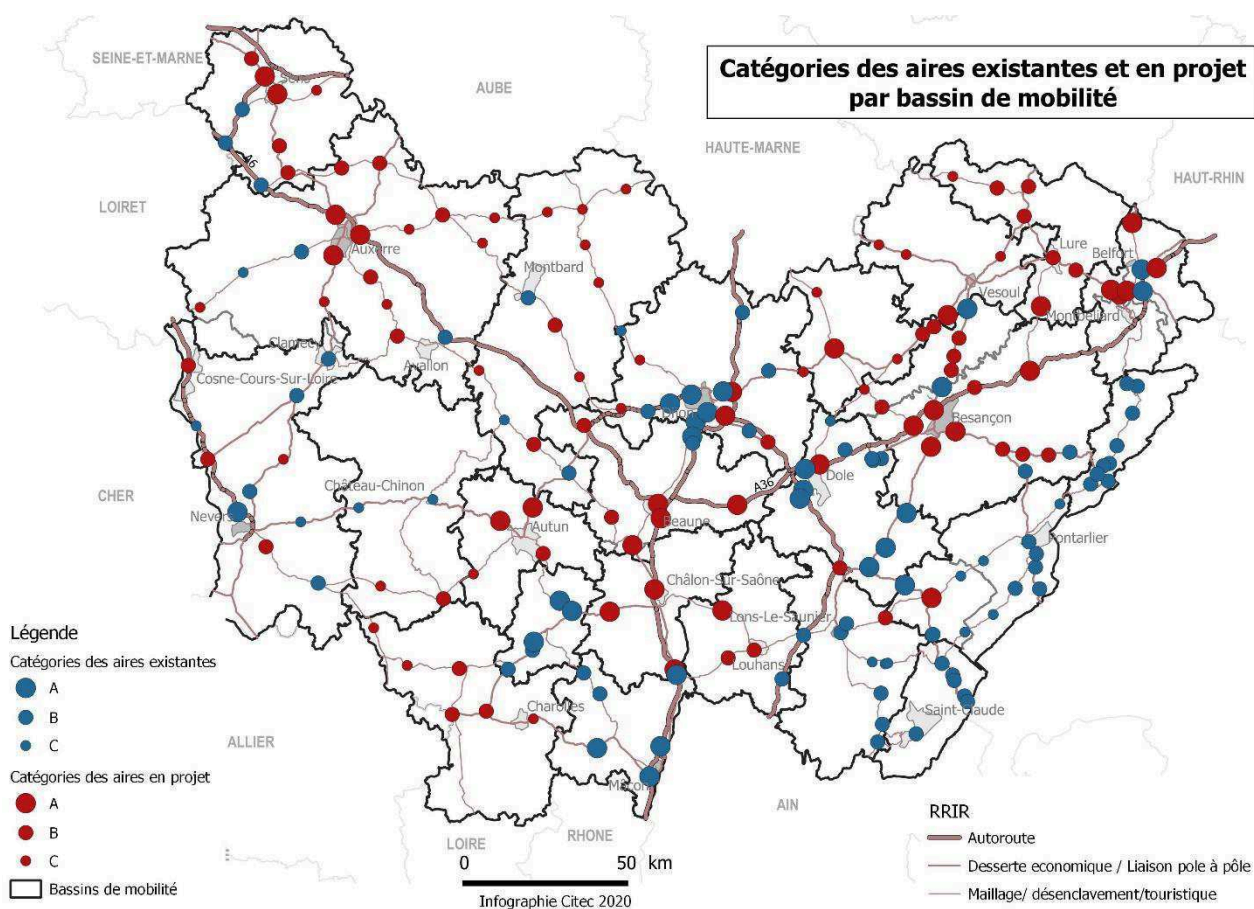 SEINE-ET-MARNE
Sens
AUBE
Catégories des aires existantes et en projet
par bassin de mobilité
HAUTE-MARNE
HAUT-RHIN
A6
LOIRET
Auxerre
Montbard
Lure
Belfort
Vesoul
Montbéliard
Clamecy
Avallon
Cosne-Cours-Sur-Loire
Dijon
Besançon
CHER
Château-Chinon
Dole
A36
Nevers
Autun
Beaune
Pontarlier
Châlon-Sur-Saône
Lons-Le-Saunier
Louhans
Légende
Catégories des aires existantes
A
B
C
Saint-Claude
Charolles
ALLIER
Catégories des aires en projet
A
B
C
Mâcon
AIN
RHONE
LOIRE
Bassins de mobilité
0 50 km
Infographie Citec 2020
RRIR
Autoroute
Desserte economique / Liaison pole à pôle
Maillage/ désenclavement/touristique